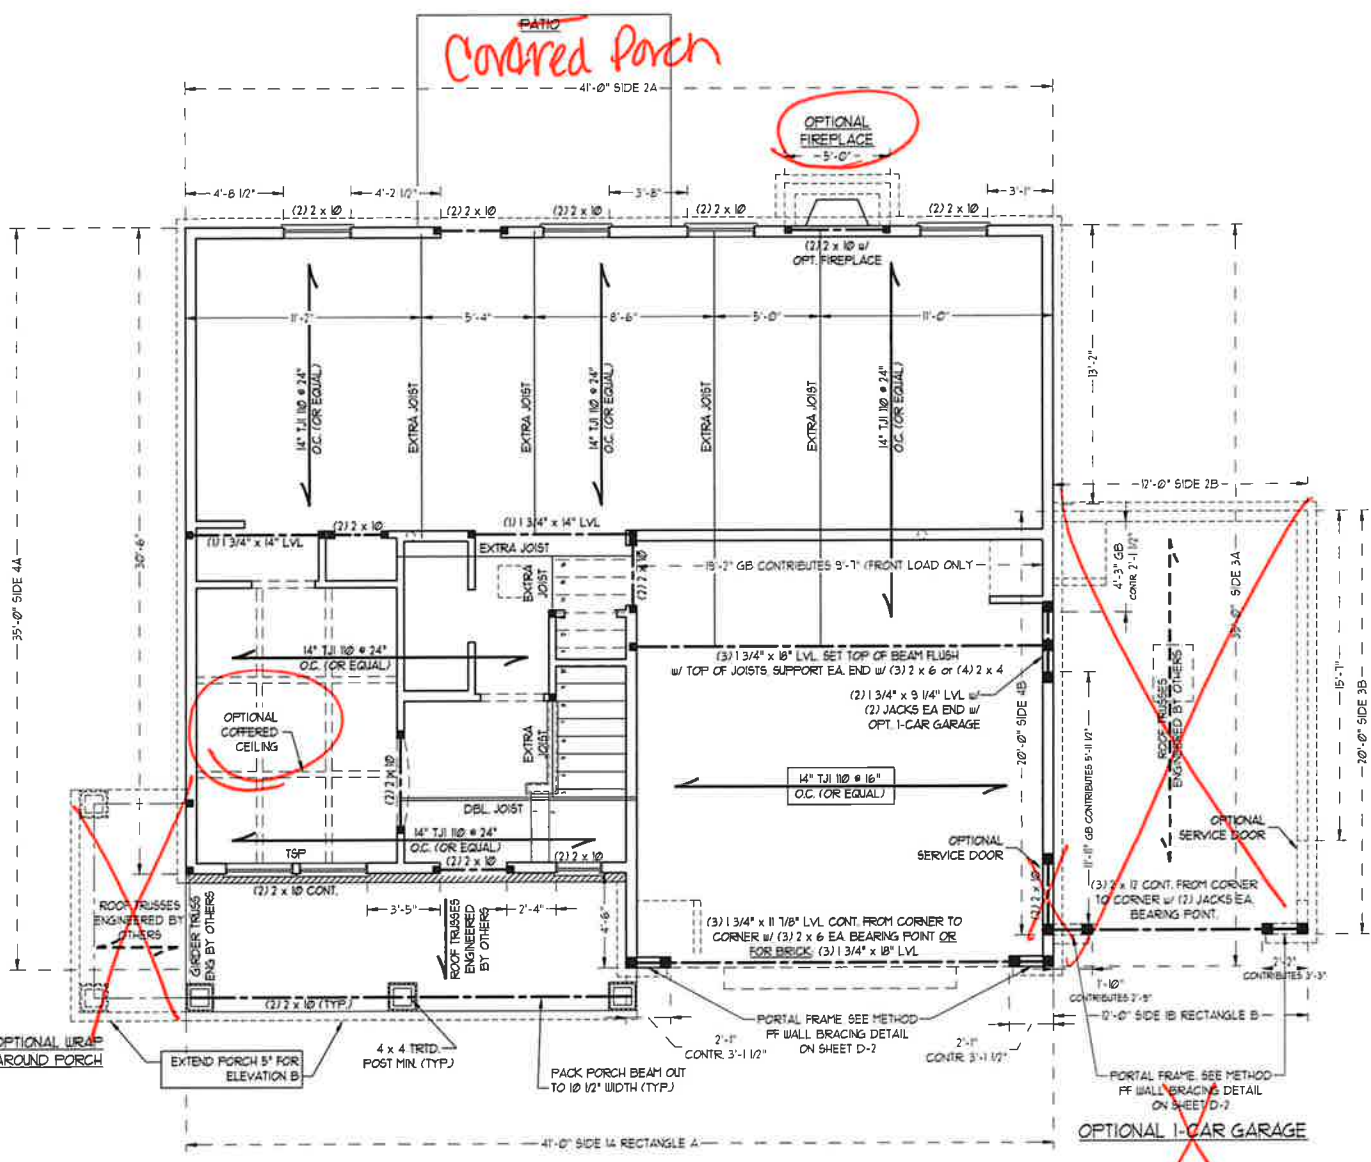 PATIO
Covered Porch
41'-0" SIDE 2A
OPTIONAL
FIREPLACE
5'-0"
4'-8 1/2"
4'-2 1/2"
3'-8"
3'-1"
(2) 2 x 10
(2) 2 x 10
(2) 2 x 10
(2) 2 x 10
(2) 2 x 10
(2) 2 x 10 w/
OPT. FIREPLACE
11'-2"
5'-4"
8'-6"
5'-0"
11'-0"
14" TJI 110 @ 24"
O.C. (OR EQUAL)
EXTRA JOIST
EXTRA JOIST
14" TJI 110 @ 24"
O.C. (OR EQUAL)
EXTRA JOIST
EXTRA JOIST
14" TJI 110 @ 24"
O.C. (OR EQUAL)
35'-0" SIDE 4A
30'-6"
13'-2"
35'-0" SIDE 3A
12'-0" SIDE 2B
(1) 1 3/4" x 14" LVL
(2) 2 x 10
(1) 1 3/4" x 14" LVL
EXTRA JOIST
EXTRA
JOIST
(2) 2 x 10
19'-2" GB CONTRIBUTES 9'-7" (FRONT LOAD ONLY
4'-3" GB
CONTR. 2'-1 1/2"
14" TJI 110 @ 24"
O.C. (OR EQUAL)
(3) 1 3/4" x 18" LVL SET TOP OF BEAM FLUSH
w/ TOP OF JOISTS, SUPPORT EA. END w/ (3) 2 x 6 or (4) 2 x 4
(2) 1 3/4" x 9 1/4" LVL w/
(2) JACKS EA END w/
OPT. 1-CAR GARAGE
OPTIONAL
COFFERED
CEILING
(2) 2 x 10
EXTRA
JOIST
20'-0" SIDE 4B
11'-11" GB CONTRIBUTES 5'-11 1/2"
ROOF TRUSSES
ENGINEERED BY OTHERS
15'-7"
20'-0" SIDE 3B
14" TJI 110 @ 16"
O.C. (OR EQUAL)
DBL. JOIST
14" TJI 110 @ 24"
O.C. (OR EQUAL)
TSP
(2) 2 x 10
(2) 2 x 10
(2) 2 x 10 CONT.
OPTIONAL
SERVICE DOOR
OPTIONAL
SERVICE DOOR
(2) 2 x 10
(3) 2 x 12 CONT. FROM CORNER
TO CORNER w/ (2) JACKS EA.
BEARING POINT.
ROOF TRUSSES
ENGINEERED BY
OTHERS
GIRDER TRUSS
ENG BY OTHERS
3'-5"
2'-4"
4'-6"
ROOF TRUSSES
ENGINEERED
BY OTHERS
(3) 1 3/4" x 11 7/8" LVL CONT. FROM CORNER TO
CORNER w/ (3) 2 x 6 EA BEARING POINT OR
FOR BRICK: (3) 1 3/4" x 18" LVL
(2) 2 x 10 (TYP.)
2'-2"
CONTRIBUTES 3'-3"
1'-10"
CONTRIBUTES 2'-9"
12'-0" SIDE 1B RECTANGLE B
OPTIONAL WRAP
AROUND PORCH
EXTEND PORCH 5" FOR
ELEVATION B
4 x 4 TRTD.
POST MIN. (TYP.)
PACK PORCH BEAM OUT
TO 10 1/2" WIDTH (TYP.)
2'-1"
CONTR. 3'-1 1/2"
PORTAL FRAME SEE METHOD
PF WALL BRACING DETAIL
ON SHEET D-2
2'-1"
CONTR. 3'-1 1/2"
PORTAL FRAME. SEE METHOD
PF WALL BRACING DETAIL
ON SHEET D-2
OPTIONAL 1-CAR GARAGE
41'-0" SIDE 1A RECTANGLE A